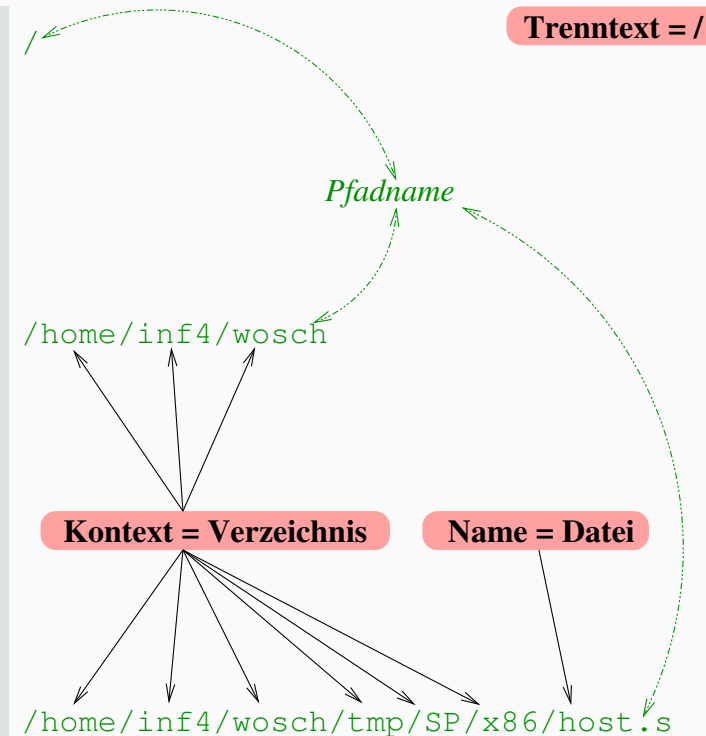 /
Trenntext = /
Pfadname
/home/inf4/wosch
Kontext = Verzeichnis
Name = Datei
/home/inf4/wosch/tmp/SP/x86/host.s